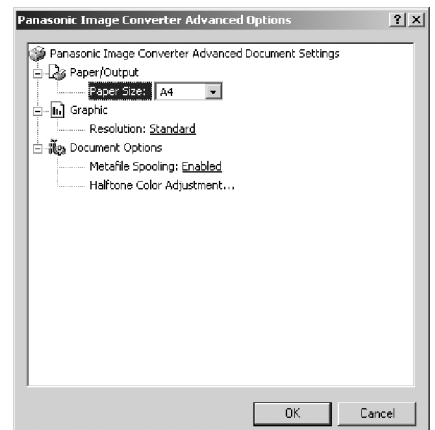 Panasonic Image Converter Advanced Options
Panasonic Image Converter Advanced Document Settings
Paper/Output
Paper Size: A4
Graphic
Resolution: Standard
Document Options
Metafile Spooling: Enabled
Halftone Color Adjustment...
OK Cancel